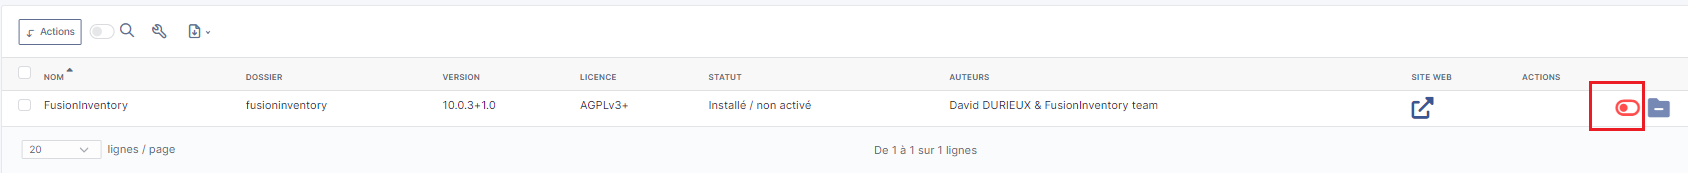 Actions
NOM DOSSIER VERSION LICENCE STATUT AUTEURS SITE WEB ACTIONS
FusionInventory fusioninventory 10.0.3+1.0 AGPLv3+ Installé / non activé David DURIEUX & FusionInventory team
20 lignes / page De 1 à 1 sur 1 lignes